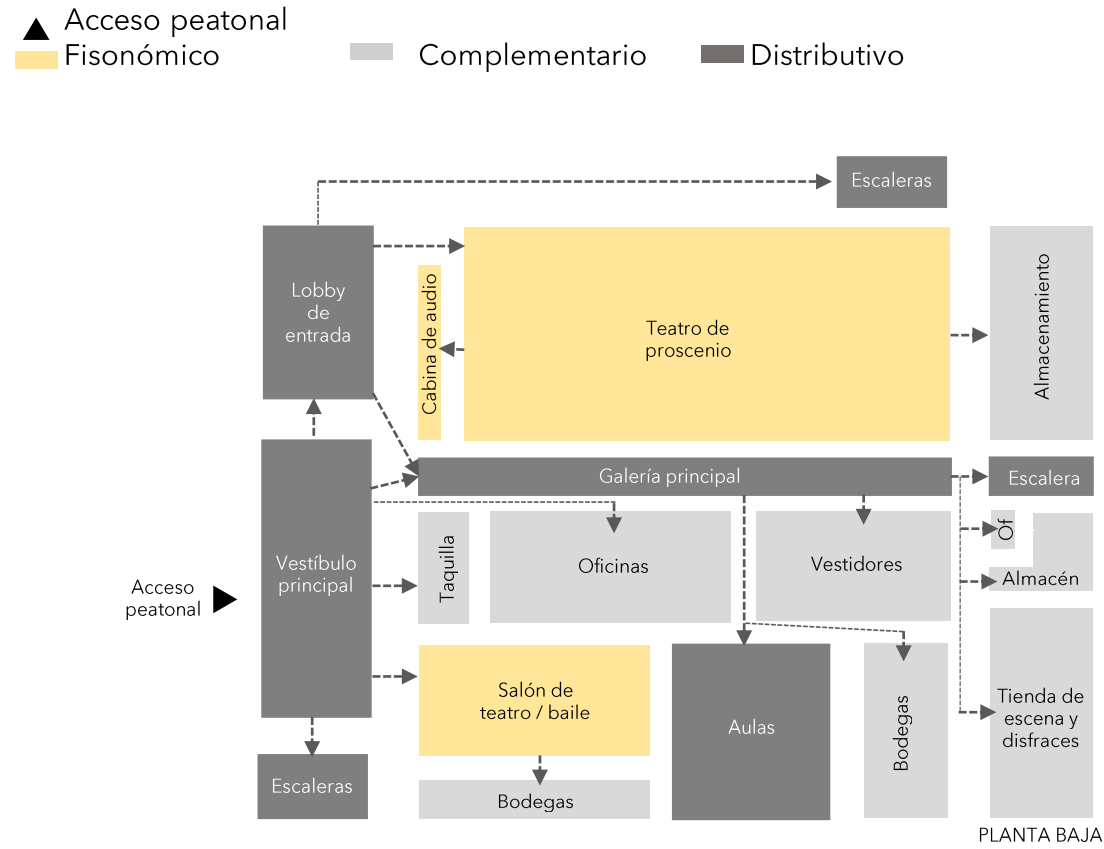 Acceso peatonal
Fisonómico
Complementario
Distributivo
Escaleras
Lobby
de
entrada
Cabina de audio
Teatro de
proscenio
Almacenamiento
Galería principal
Escalera
Vestíbulo
principal
Taquilla
Oficinas
Vestidores
Of
Almacén
Acceso
peatonal
Salón de
teatro / baile
Aulas
Bodegas
Tienda de
escena y
disfraces
Escaleras
Bodegas
PLANTA BAJA